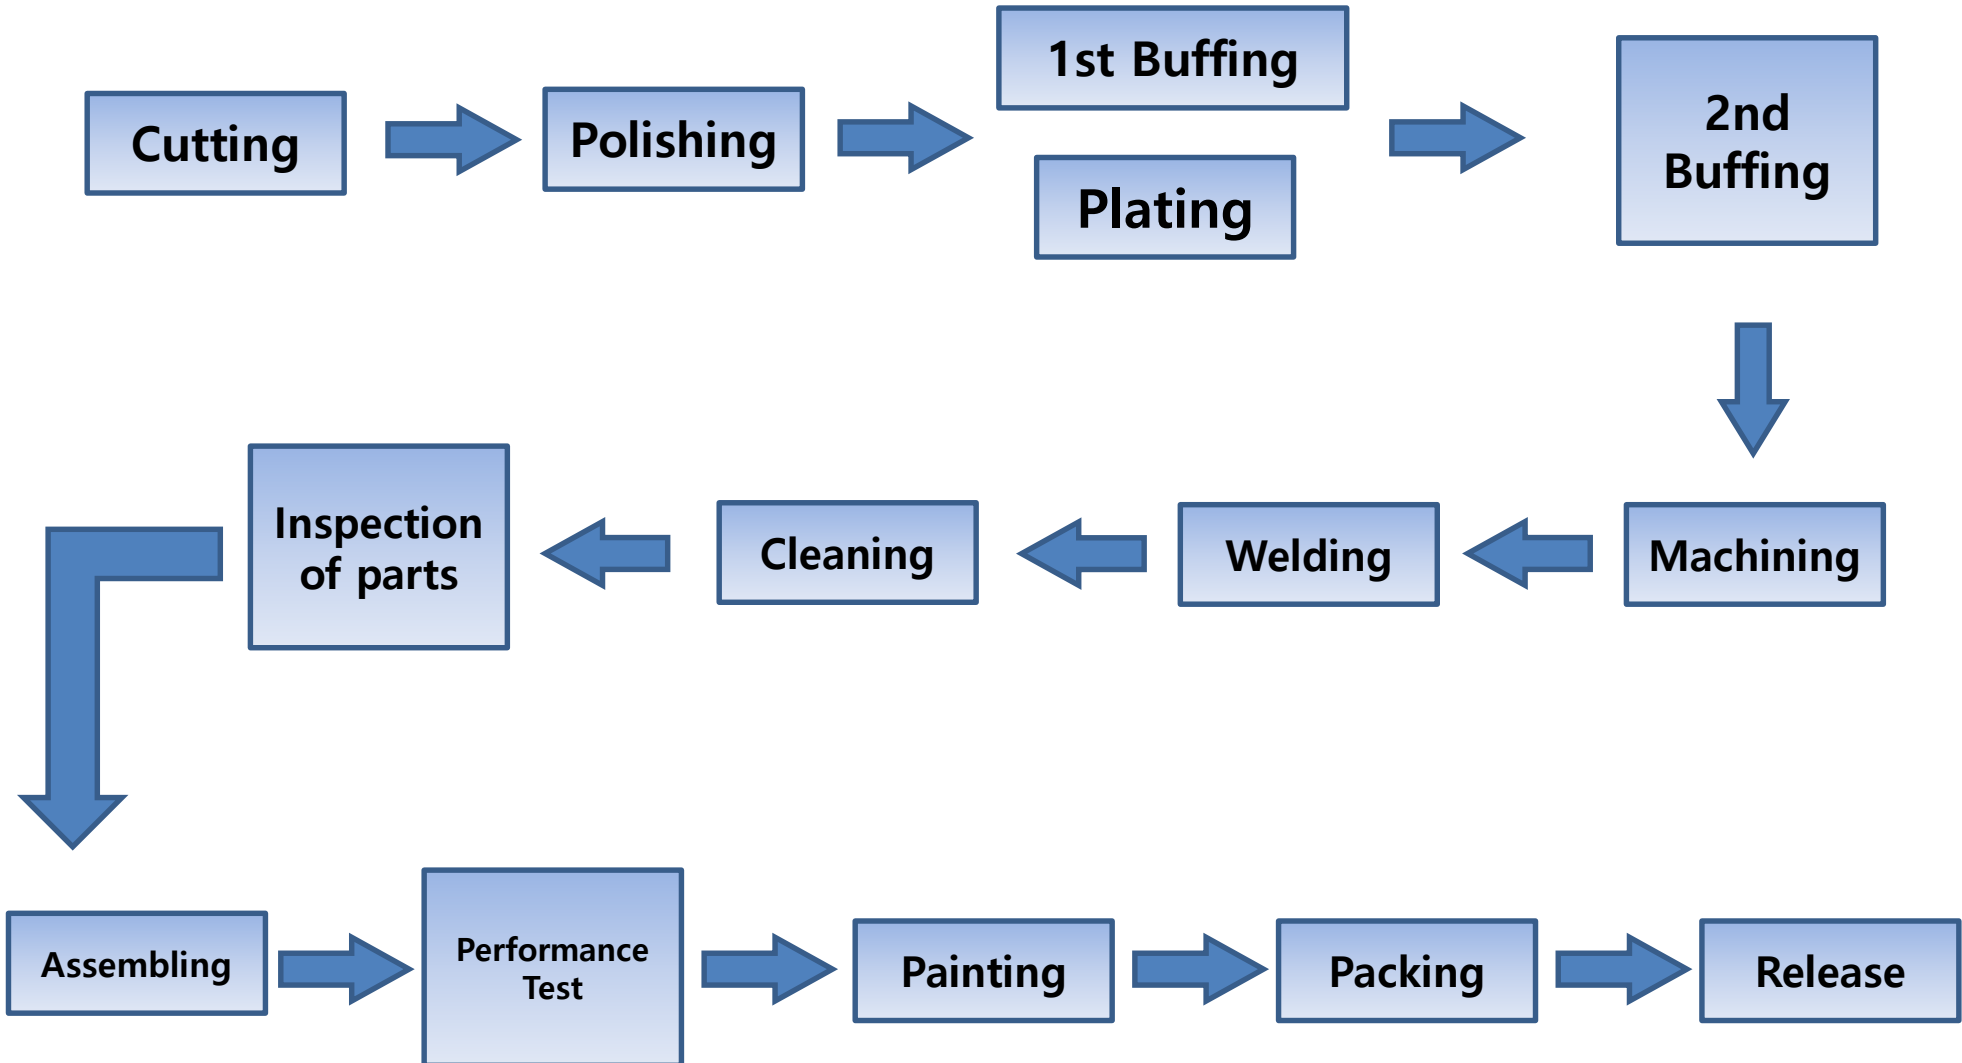 Cutting
Polishing
1st Buffing
Plating
2nd
Buffing
Machining
Welding
Cleaning
Inspection
of parts
Assembling
Performance
Test
Painting
Packing
Release